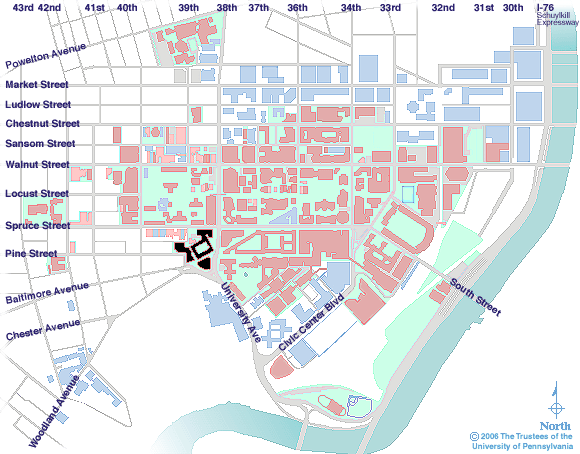 43rd 42nd 41st 40th 39th 38th 37th 36th 34th 33rd 32nd 30th I-76
Schuylkill
Expressway
Powelton Avenue
Market Street
Ludlow Street
Chestnut Street
Sansom Street
Walnut Street
Locust Street
Spruce Street
Pine Street
Baltimore Avenue
Chester Avenue
Woodland Avenue
University Ave
Civic Center Blvd
South Street
North
© 2006 The Trustees of the
University of Pennsylvania